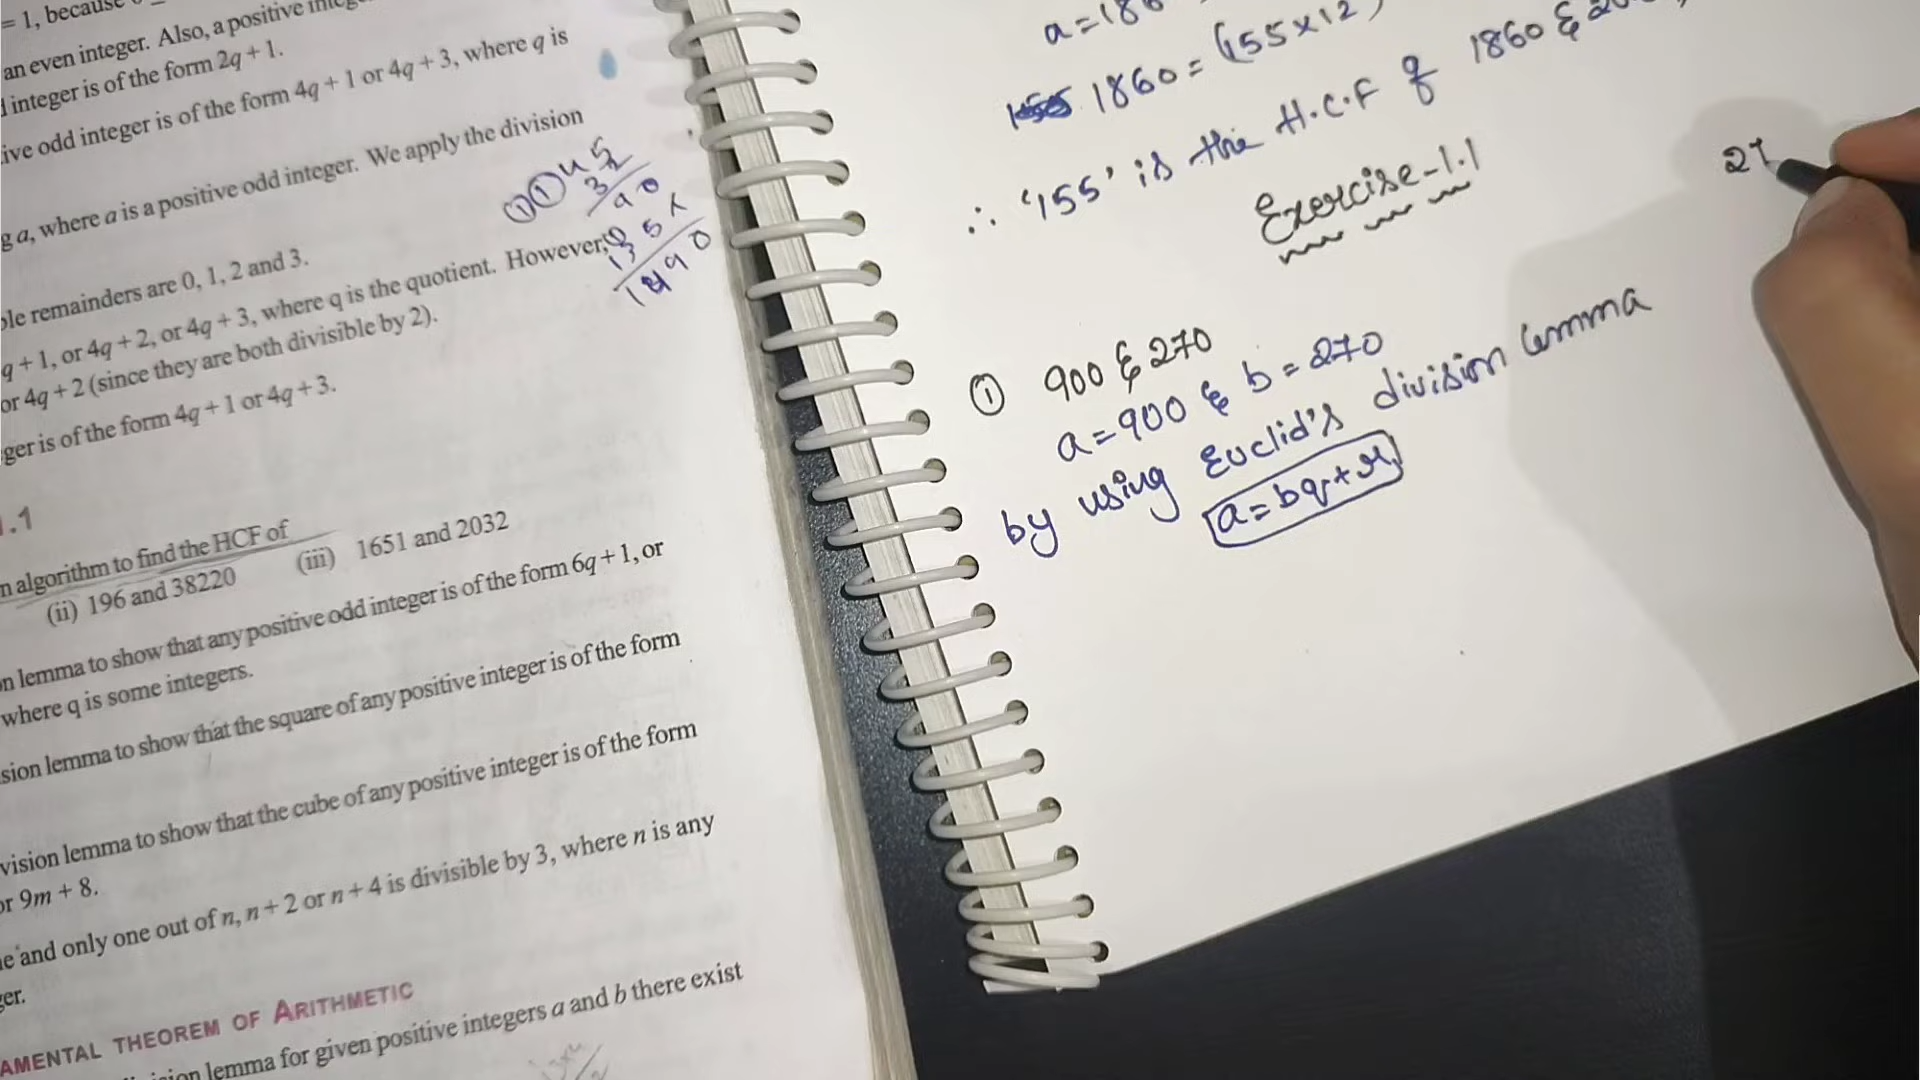 = 1, because
an even integer. Also, a positive
integer is of the form 2q + 1.
ive odd integer is of the form 4q + 1 or 4q + 3, where q is
g a, where a is a positive odd integer. We apply the division
ble remainders are 0, 1, 2 and 3.
q + 1, or 4q + 2, or 4q + 3, where q is the quotient. However,
or 4q + 2 (since they are both divisible by 2).
ger is of the form 4q + 1 or 4q + 3.
.1
n algorithm to find the HCF of
(ii) 196 and 38220 (iii) 1651 and 2032
n lemma to show that any positive odd integer is of the form 6q + 1, or
where q is some integers.
sion lemma to show that the square of any positive integer is of the form
vision lemma to show that the cube of any positive integer is of the form
or 9m + 8.
e and only one out of n, n + 2 or n + 4 is divisible by 3, where n is any
ger.
AMENTAL THEOREM OF ARITHMETIC
ision lemma for given positive integers a and b there exist
45
32
90
135x
a=186
1860 = (155×12)
∴ '155' is the H.C.F of 1860 &
Exercise-1.1
27
① 900 & 270
a=900 & b=270
by using Euclid's division lemma
a=bq+r